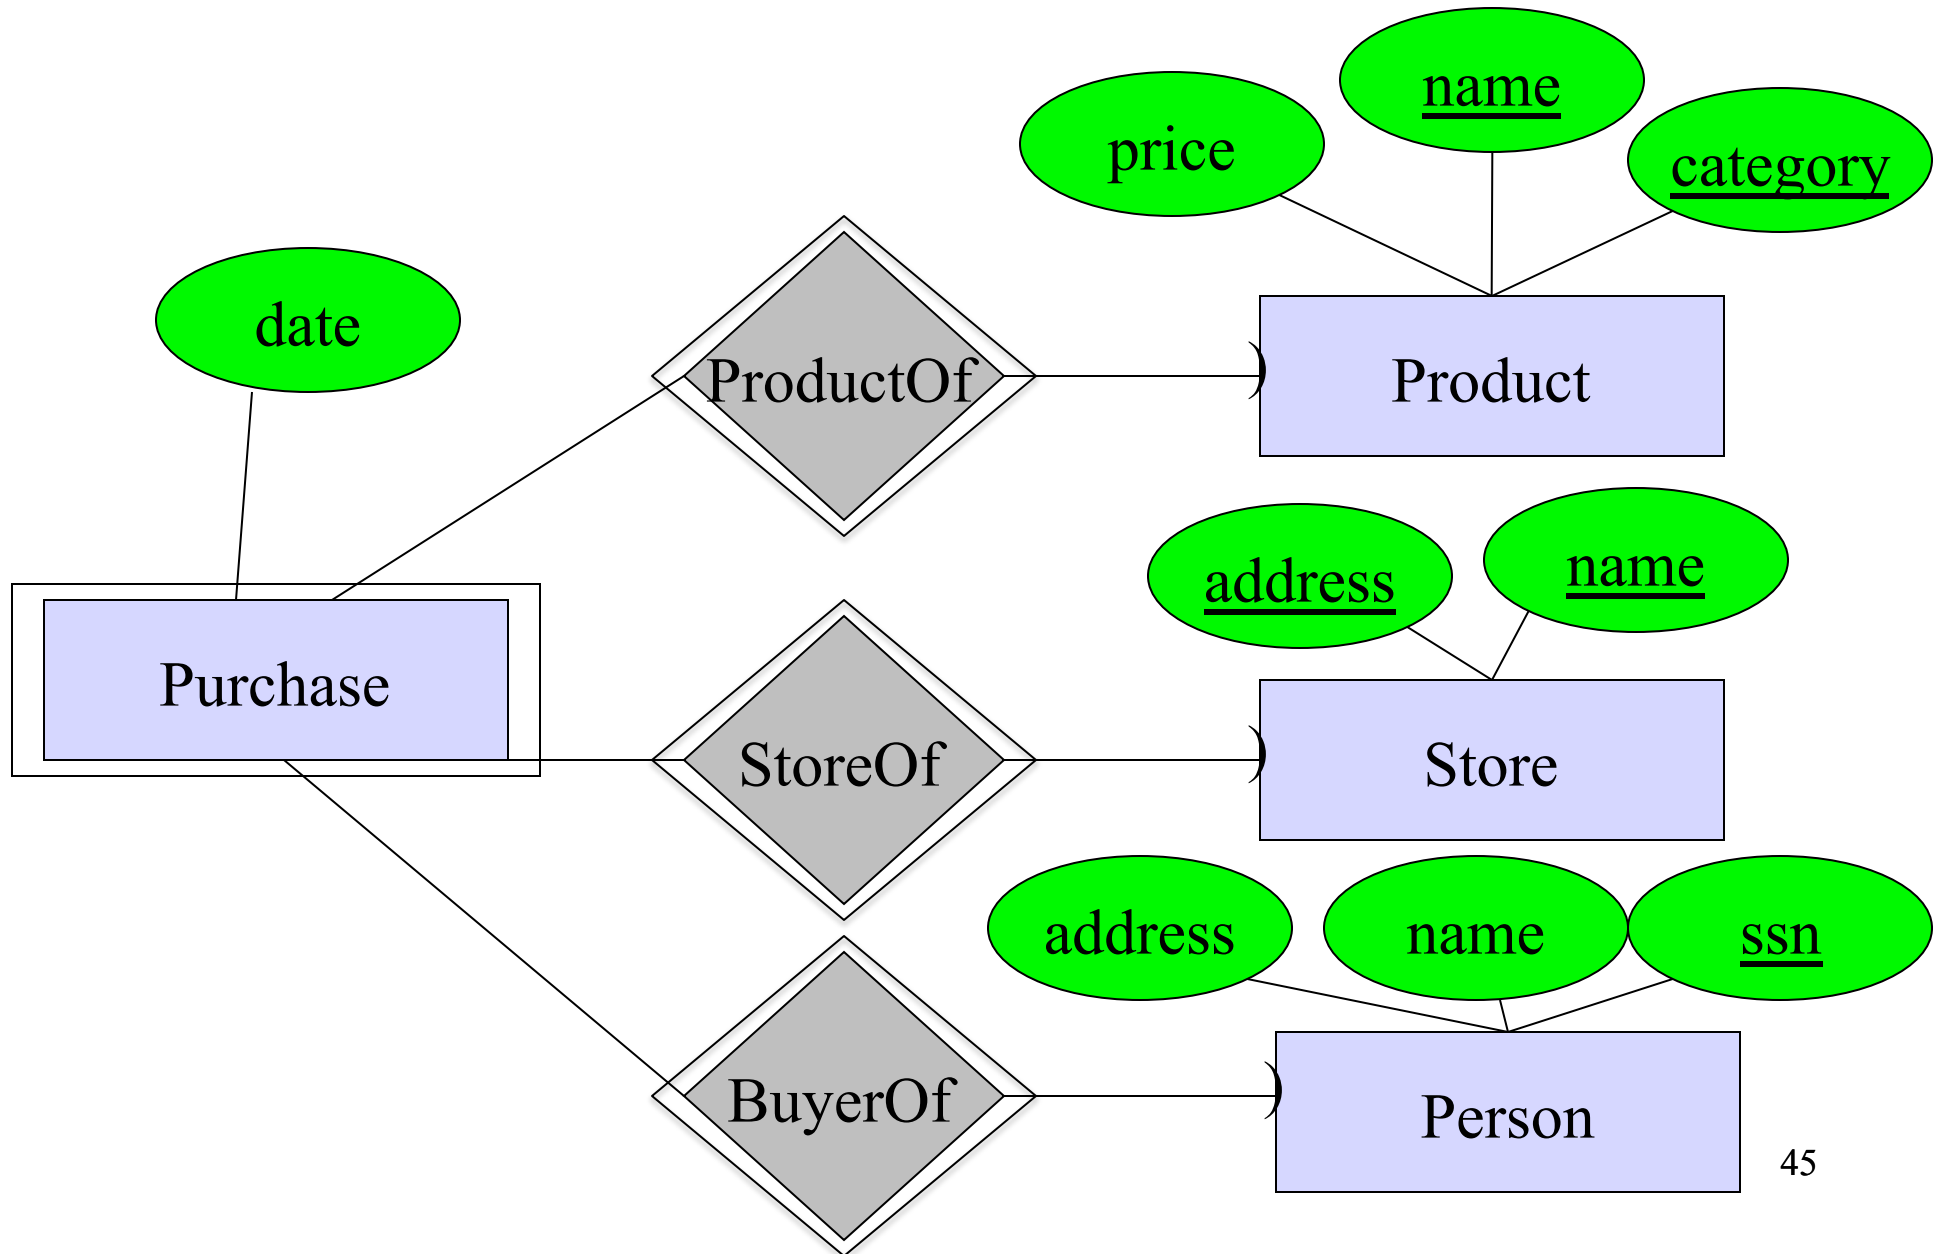 name
price
category
date
ProductOf
Product
address
name
Purchase
StoreOf
Store
address
name
ssn
BuyerOf
Person
45